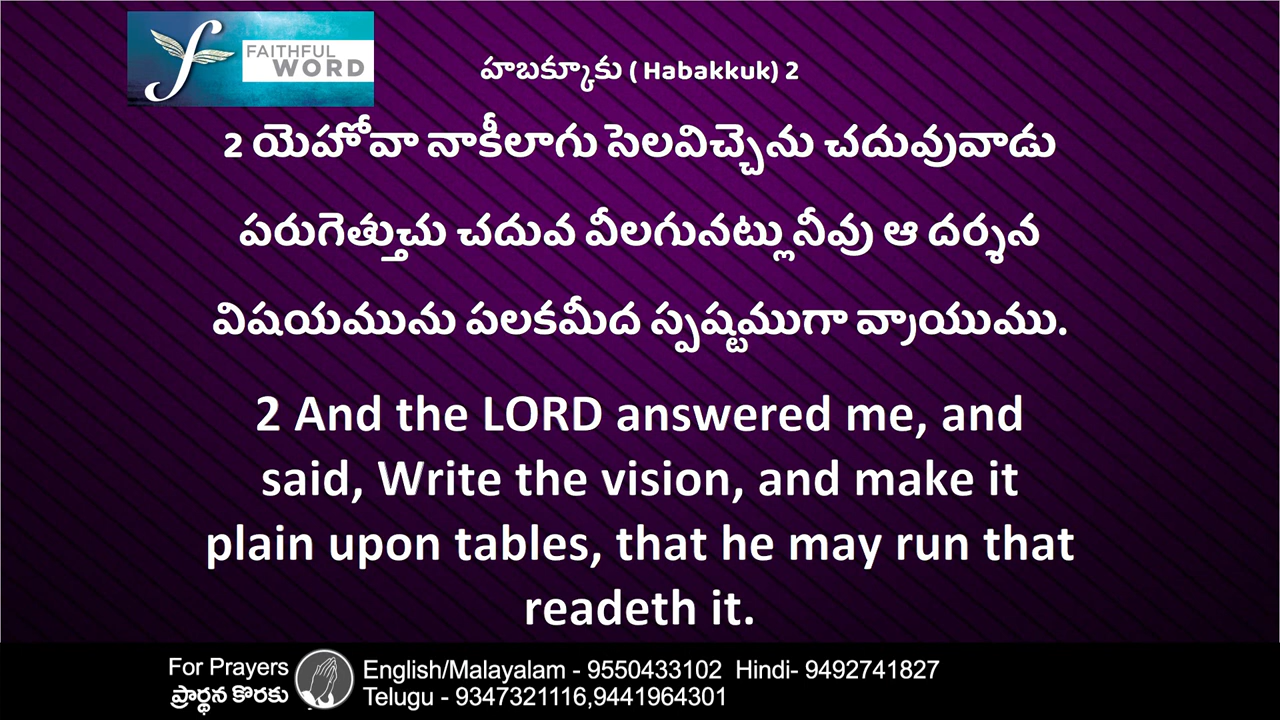 FAITHFUL
WORD
హబక్కూకు ( Habakkuk) 2
2 యెహోవా నాకీలాగు సెలవిచ్చెను చదువువాడు
పరుగెత్తుచు చదువ వీలగునట్లు నీవు ఆ దర్శన
విషయమును పలకమీద స్పష్టముగా వ్రాయుము.
2 And the LORD answered me, and
said, Write the vision, and make it
plain upon tables, that he may run that
readeth it.
For Prayers English/Malayalam - 9550433102 Hindi- 9492741827
ప్రార్థన కొరకు Telugu - 9347321116,9441964301